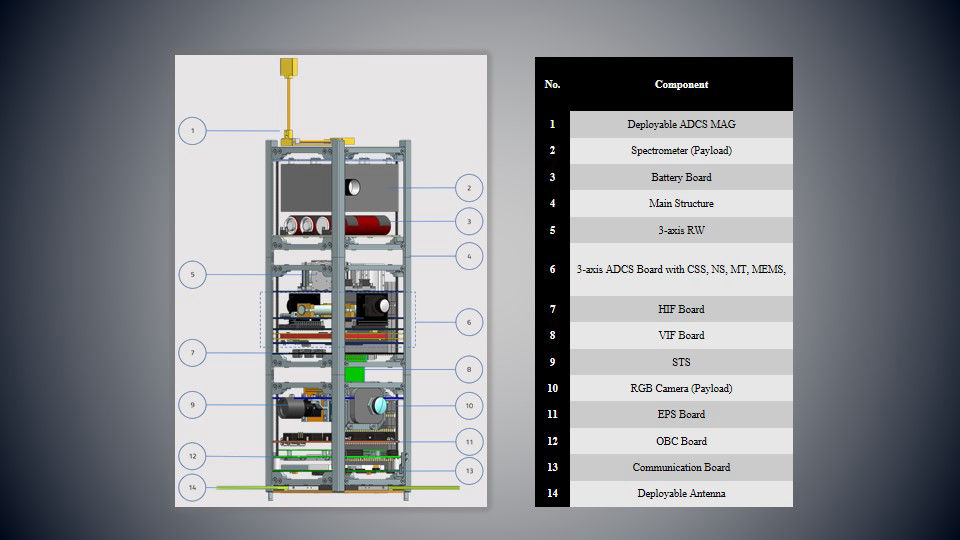 1
2
3
4
5
6
7
8
9
10
11
12
13
14
No. Component
1 Deployable ADCS MAG
2 Spectrometer (Payload)
3 Battery Board
4 Main Structure
5 3-axis RW
6 3-axis ADCS Board with CSS, NS, MT, MEMS,
7 HIF Board
8 VIF Board
9 STS
10 RGB Camera (Payload)
11 EPS Board
12 OBC Board
13 Communication Board
14 Deployable Antenna